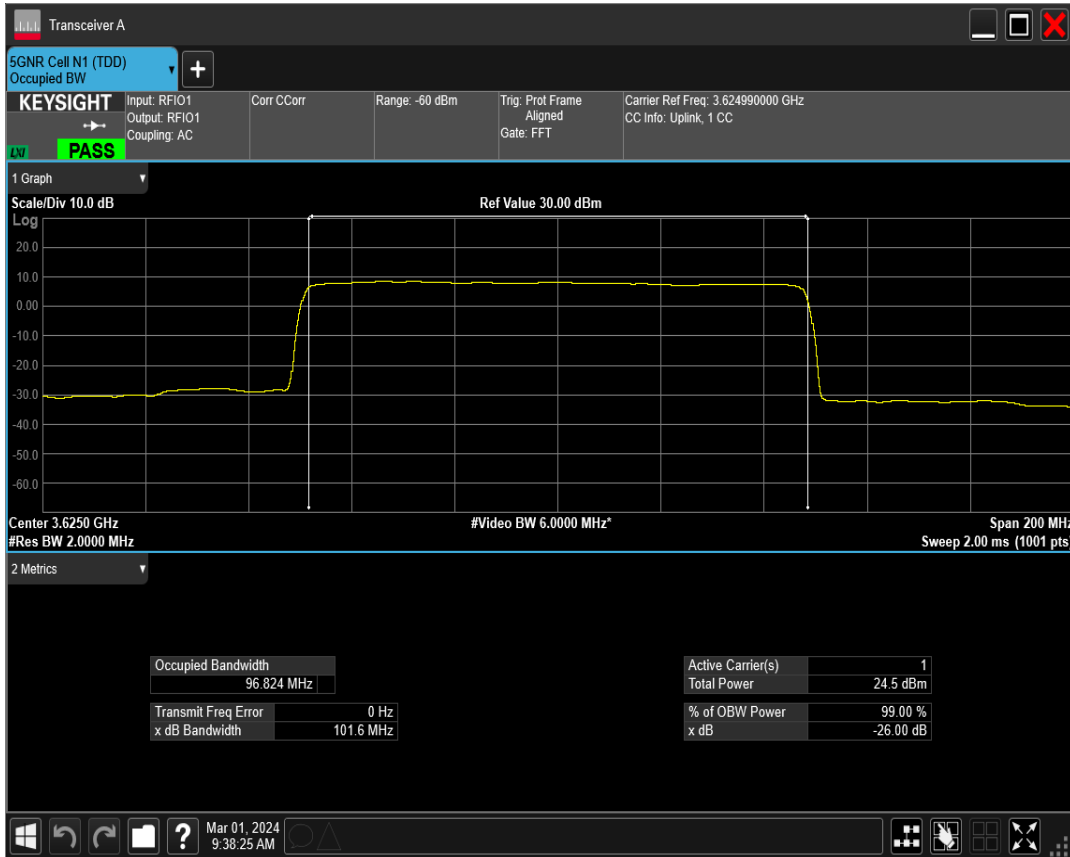 Transceiver A
5GNR Cell N1 (TDD)
Occupied BW
+
KEYSIGHT
LXI
PASS
Input: RFIO1
Output: RFIO1
Coupling: AC
Corr CCorr
Range: -60 dBm
Trig: Prot Frame
Aligned
Gate: FFT
Carrier Ref Freq: 3.624990000 GHz
CC Info: Uplink, 1 CC
1 Graph
Scale/Div 10.0 dB
Ref Value 30.00 dBm
Log
20.0
10.0
0.00
-10.0
-20.0
-30.0
-40.0
-50.0
-60.0
Center 3.6250 GHz
#Video BW 6.0000 MHz*
Span 200 MHz
#Res BW 2.0000 MHz
Sweep 2.00 ms (1001 pts)
2 Metrics
Occupied Bandwidth
96.824 MHz
Transmit Freq Error 0 Hz
x dB Bandwidth 101.6 MHz
Active Carrier(s) 1
Total Power 24.5 dBm
% of OBW Power 99.00 %
x dB -26.00 dB
?
Mar 01, 2024
9:38:25 AM